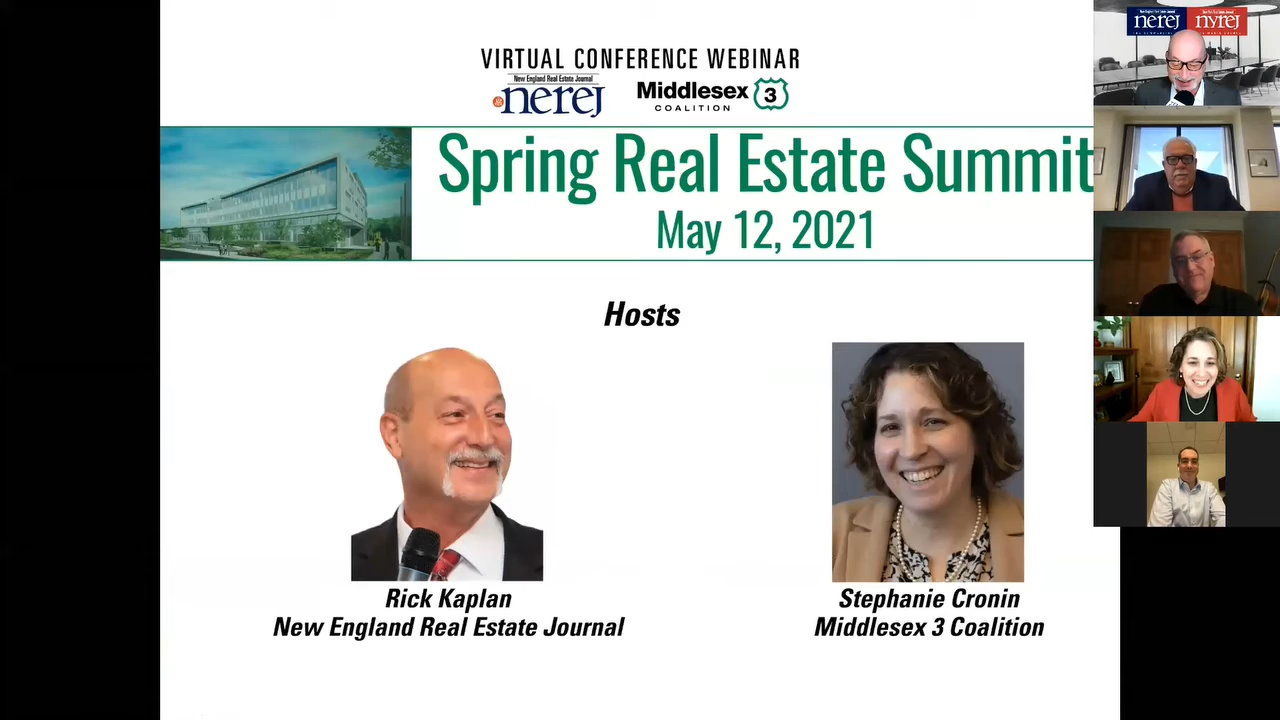 VIRTUAL CONFERENCE WEBINAR
New England Real Estate Journal
nerej
Middlesex 3
COALITION
Spring Real Estate Summit
May 12, 2021
Hosts
Rick Kaplan
New England Real Estate Journal
Stephanie Cronin
Middlesex 3 Coalition
nerej
nyrej